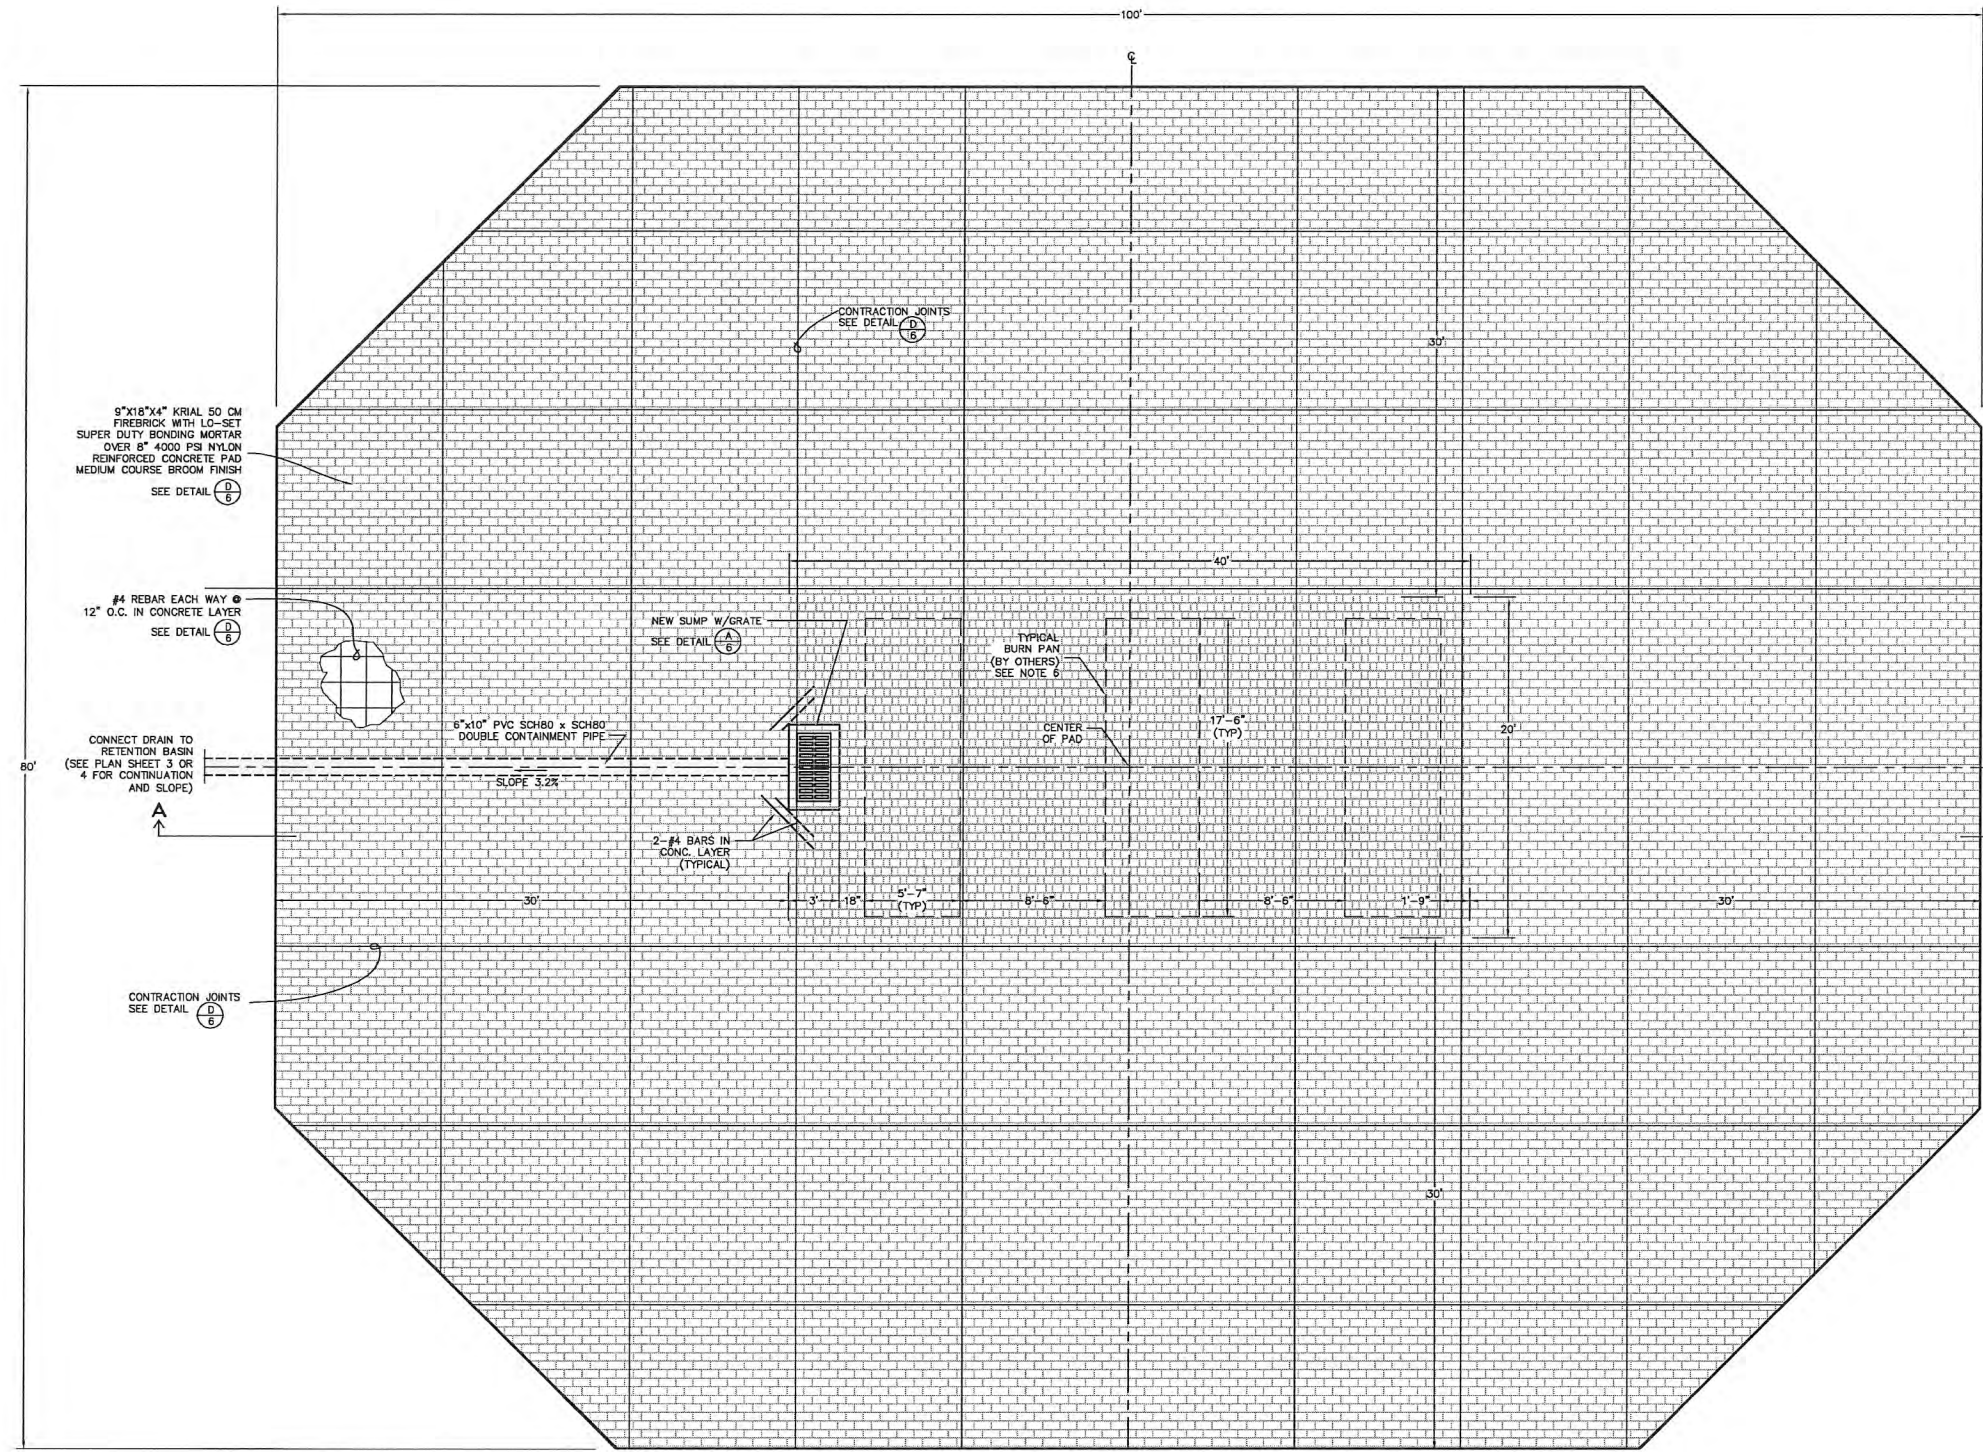 100'
℄
CONTRACTION JOINTS
SEE DETAIL D
6
30'
9"X18"X4" KRIAL 50 CM
FIREBRICK WITH LO-SET
SUPER DUTY BONDING MORTAR
OVER 8" 4000 PSI NYLON
REINFORCED CONCRETE PAD
MEDIUM COURSE BROOM FINISH
SEE DETAIL D
6
40'
#4 REBAR EACH WAY @
12" O.C. IN CONCRETE LAYER
SEE DETAIL D
6
NEW SUMP W/GRATE
SEE DETAIL A
6
TYPICAL
BURN PAN
(BY OTHERS)
SEE NOTE 6
6"x10" PVC SCH80 x SCH80
DOUBLE CONTAINMENT PIPE
CENTER
OF PAD
17'-6"
(TYP)
20'
CONNECT DRAIN TO
RETENTION BASIN
(SEE PLAN SHEET 3 OR
4 FOR CONTINUATION
AND SLOPE)
80'
SLOPE 3.2%
A
2-#4 BARS IN
CONC. LAYER
(TYPICAL)
30'
3'
18"
5'-7"
(TYP)
8'-6"
8'-6"
1'-9"
30'
CONTRACTION JOINTS
SEE DETAIL D
6
30'